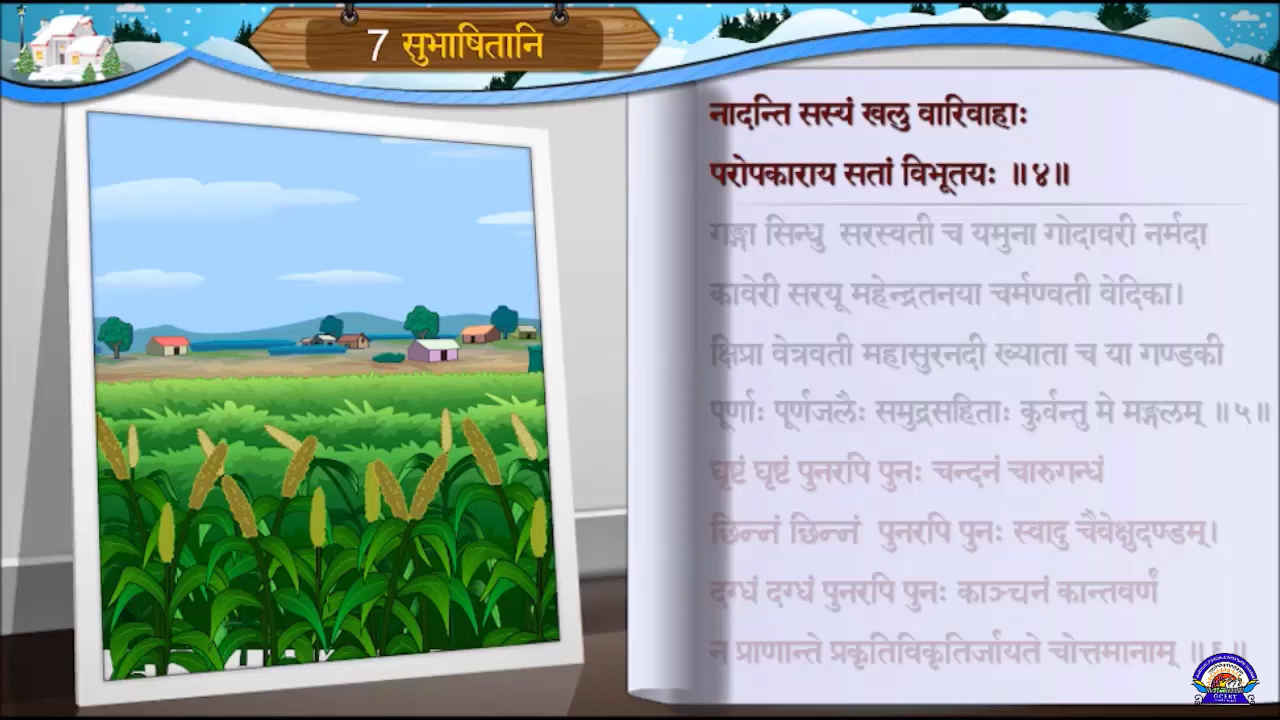 7 सुभाषितानि
नादन्ति सस्यं खलु वारिवाहाः
परोपकाराय सतां विभूतयः ॥४॥
गङ्गा सिन्धु सरस्वती च यमुना गोदावरी नर्मदा
कावेरी सरयू महेन्द्रतनया चर्मण्वती वेदिका।
क्षिप्रा वेत्रवती महासुरनदी ख्याता च या गण्डकी
पूर्णाः पूर्णजलैः समुद्रसहिताः कुर्वन्तु मे मङ्गलम् ॥५॥
घृष्टं घृष्टं पुनरपि पुनः चन्दनं चारुगन्धं
छिन्नं छिन्नं पुनरपि पुनः स्वादु चैवेक्षुदण्डम्।
दग्धं दग्धं पुनरपि पुनः काञ्चनं कान्तवर्णं
न प्राणान्ते प्रकृतिविकृतिर्जायते चोत्तमानाम् ॥६॥
GCERT